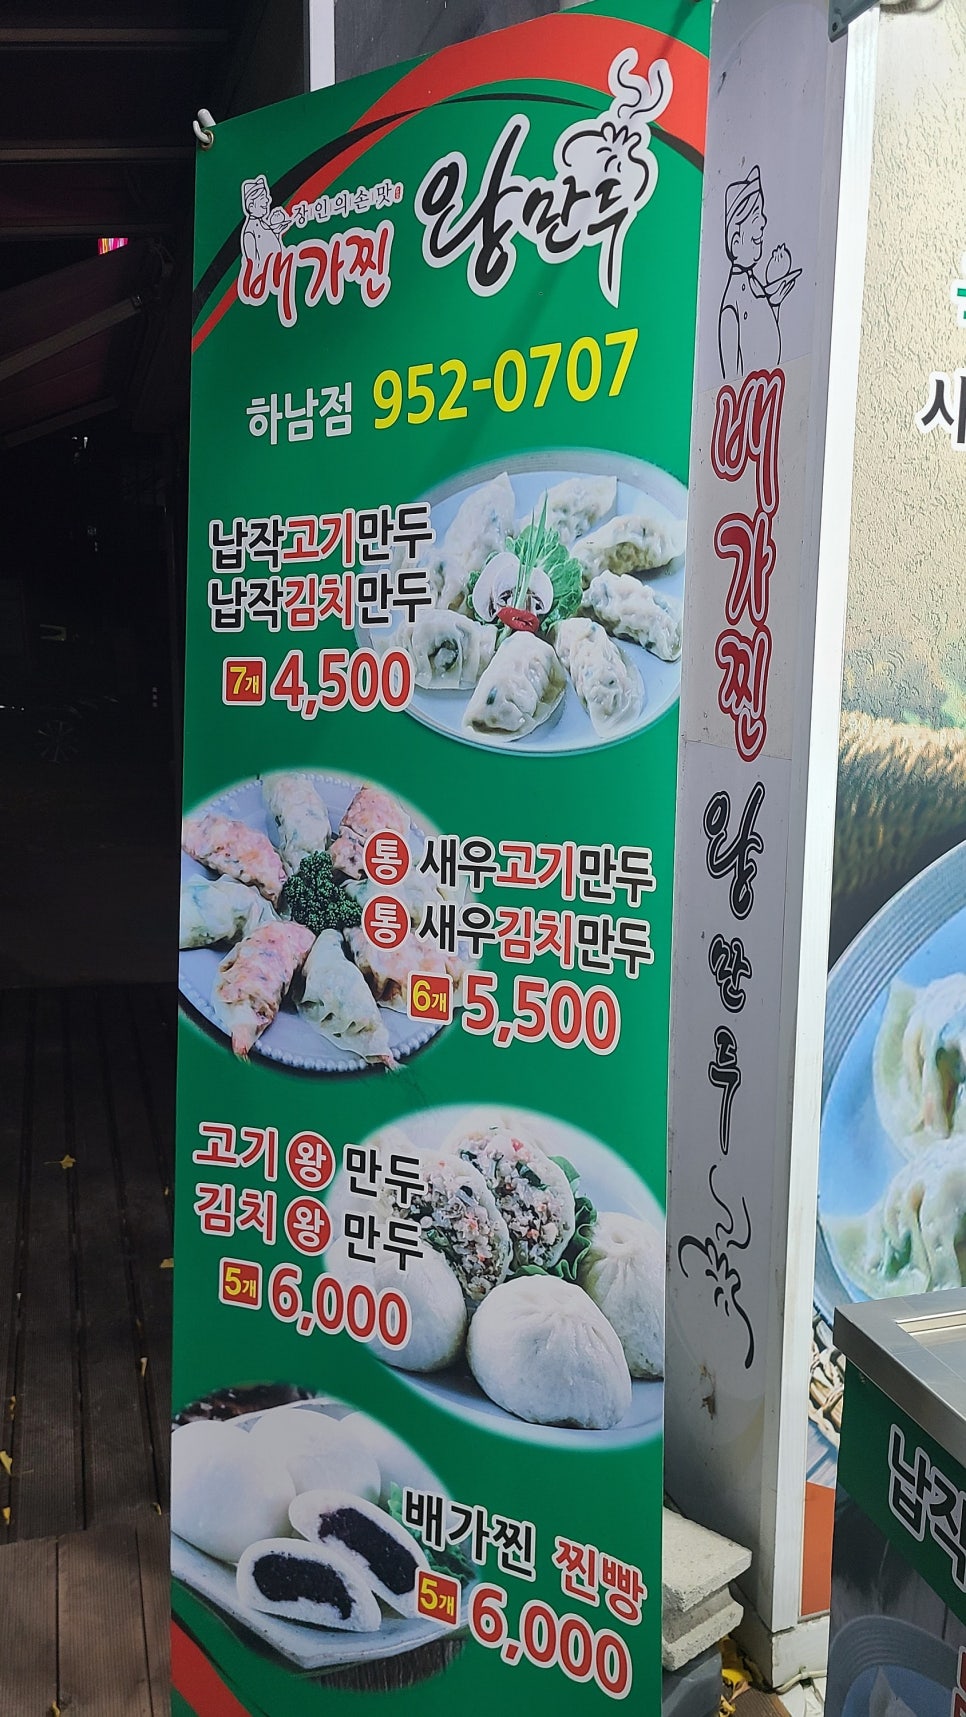 장인의손맛
배가찐 왕만두
하남점 952-0707
납작고기만두
납작김치만두
7개 4,500
통 새우고기만두
통 새우김치만두
6개 5,500
고기 왕 만두
김치 왕 만두
5개 6,000
배가찐 찐빵
5개 6,000
배가찐 왕만두
납작